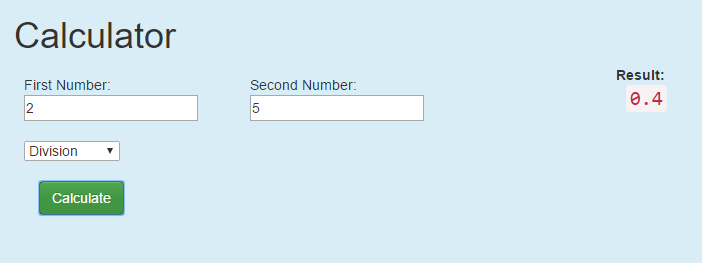 Calculator
First Number:
2
Second Number:
5
Result:
0.4
Division
Calculate